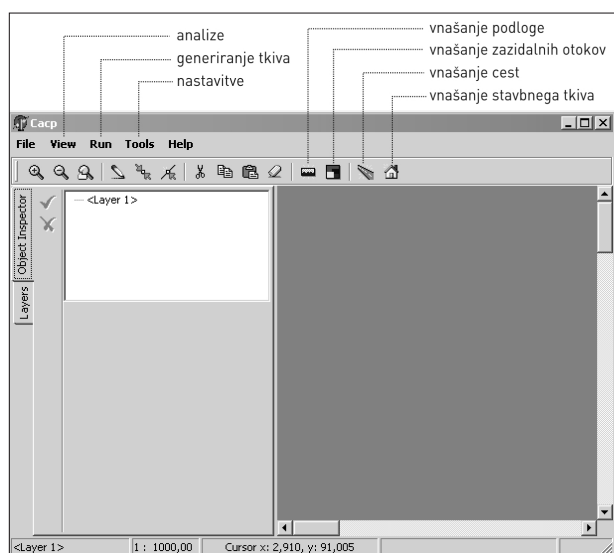 analize
generiranje tkiva
nastavitve
vnašanje podloge
vnašanje zazidalnih otokov
vnašanje cest
vnašanje stavbnega tkiva
Cacp
File View Run Tools Help
Object Inspector
Layers
<Layer 1>
<Layer 1> 1 : 1000,00 Cursor x: 2,910, y: 91,005